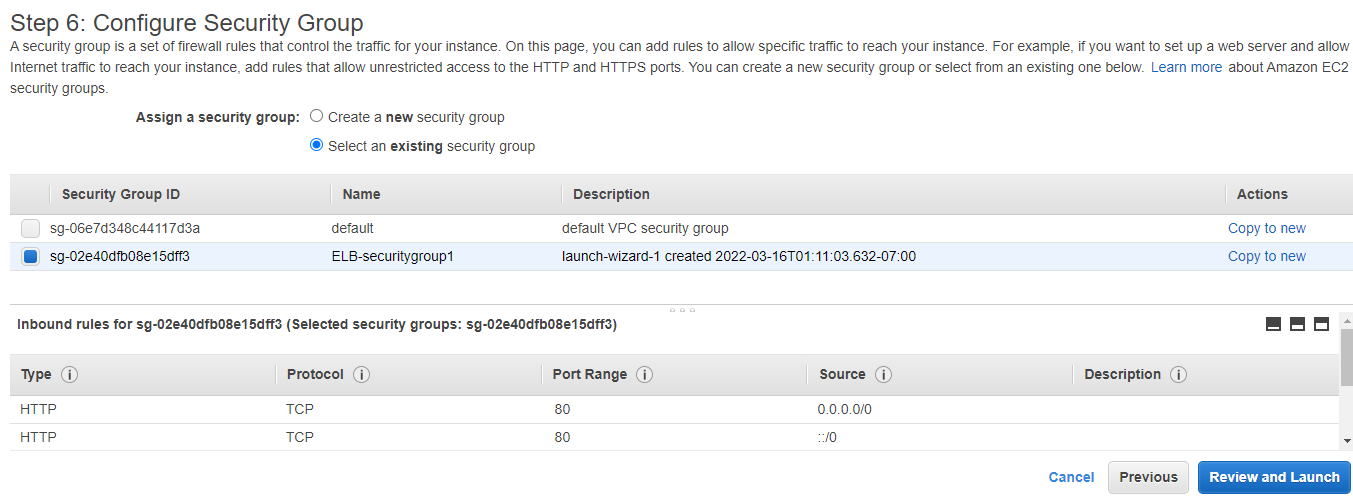 Step 6: Configure Security Group
A security group is a set of firewall rules that control the traffic for your instance. On this page, you can add rules to allow specific traffic to reach your instance. For example, if you want to set up a web server and allow
Internet traffic to reach your instance, add rules that allow unrestricted access to the HTTP and HTTPS ports. You can create a new security group or select from an existing one below. Learn more about Amazon EC2
security groups.
Assign a security group: Create a new security group
Select an existing security group
Security Group ID Name Description Actions
sg-06e7d348c44117d3a default default VPC security group Copy to new
sg-02e40dfb08e15dff3 ELB-securitygroup1 launch-wizard-1 created 2022-03-16T01:11:03.632-07:00 Copy to new
Inbound rules for sg-02e40dfb08e15dff3 (Selected security groups: sg-02e40dfb08e15dff3)
Type i Protocol i Port Range i Source i Description i
HTTP TCP 80 0.0.0.0/0
HTTP TCP 80 ::/0
Cancel Previous Review and Launch